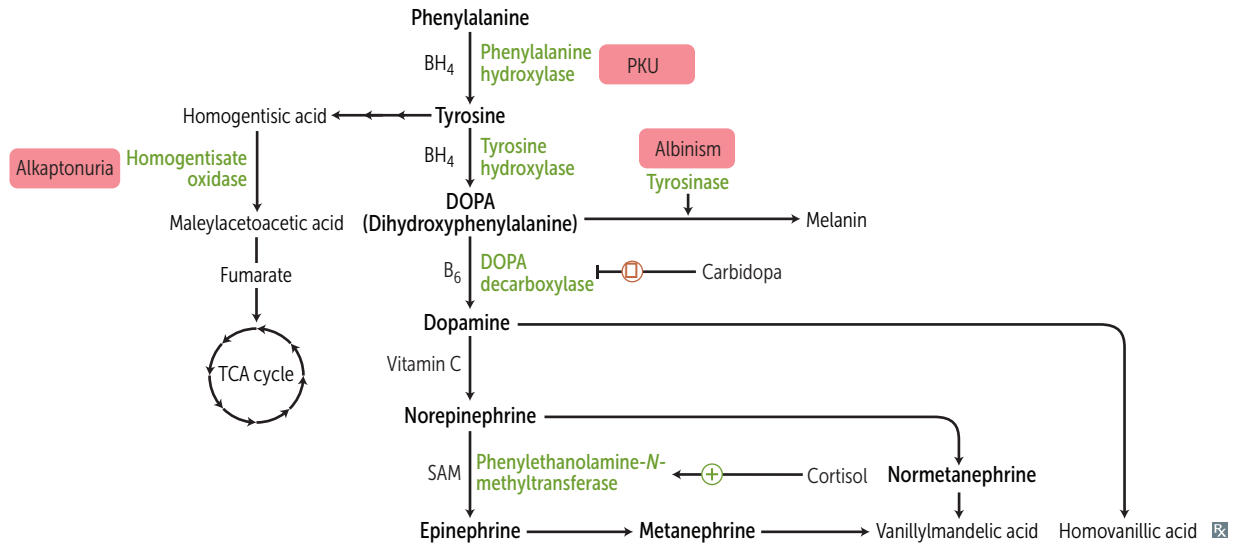 Phenylalanine
BH4
Phenylalanine
hydroxylase
PKU
Homogentisic acid
Tyrosine
Alkaptonuria
Homogentisate
oxidase
BH4
Tyrosine
hydroxylase
Albinism
Tyrosinase
Maleylacetoacetic acid
DOPA
(Dihydroxyphenylalanine)
Melanin
Fumarate
B6
DOPA
decarboxylase
Carbidopa
Dopamine
TCA cycle
Vitamin C
Norepinephrine
SAM
Phenylethanolamine-N-
methyltransferase
+
Cortisol
Normetanephrine
Epinephrine
Metanephrine
Vanillylmandelic acid
Homovanillic acid
Rx